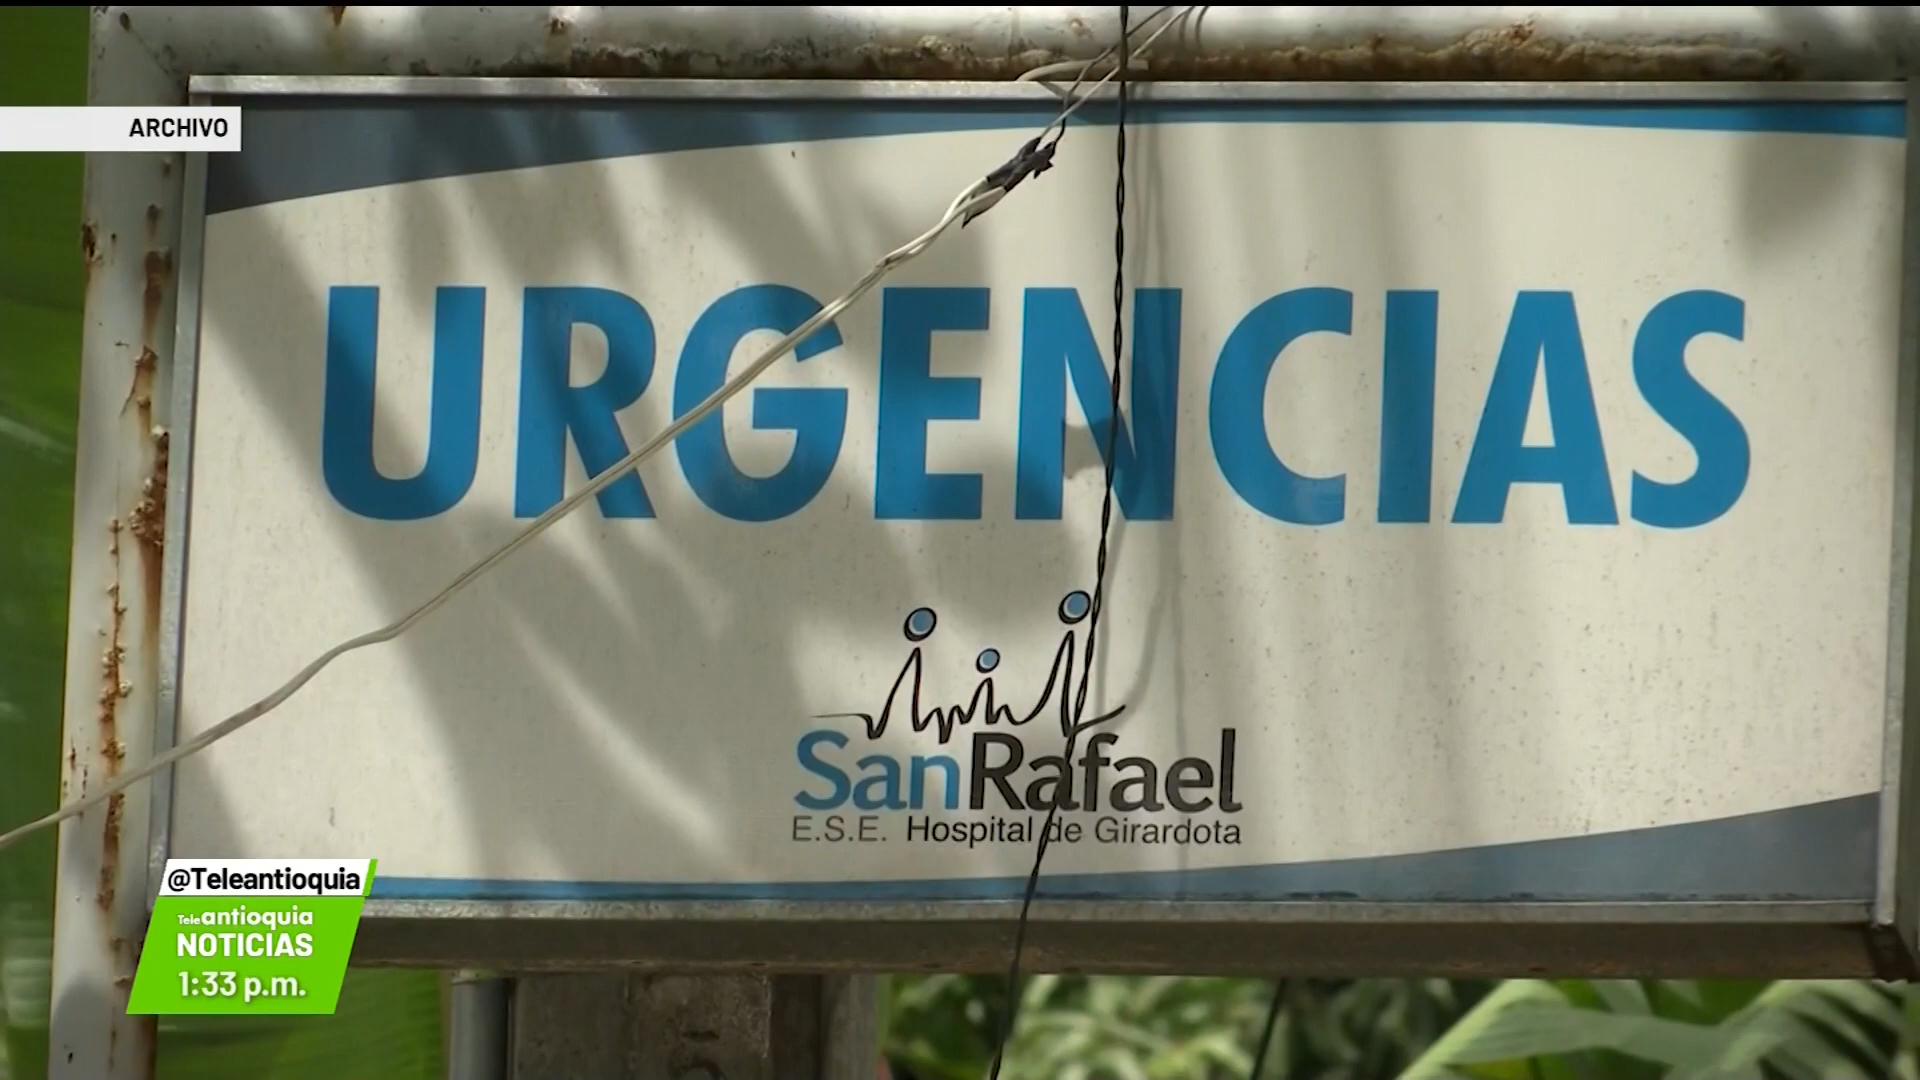 ARCHIVO
URGENCIAS
SanRafael
E.S.E. Hospital de Girardota
@Teleantioquia
Teleantioquia
NOTICIAS
1:33 p.m.